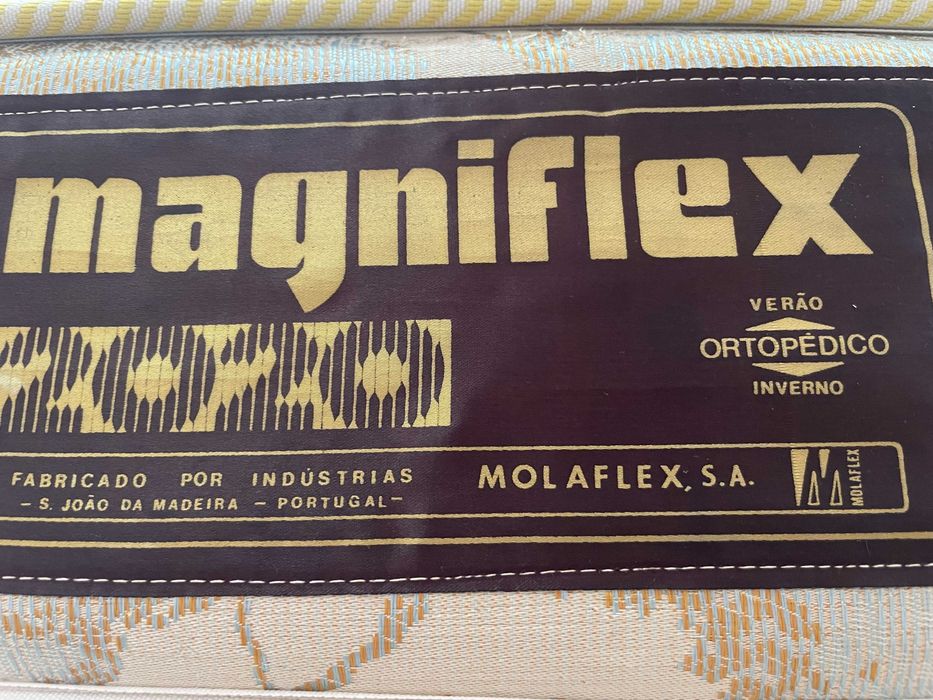 magniflex
VERÃO
ORTOPÉDICO
INVERNO
FABRICADO POR INDÚSTRIAS
– S. JOÃO DA MADEIRA – PORTUGAL –
MOLAFLEX, S.A.
MOLAFLEX